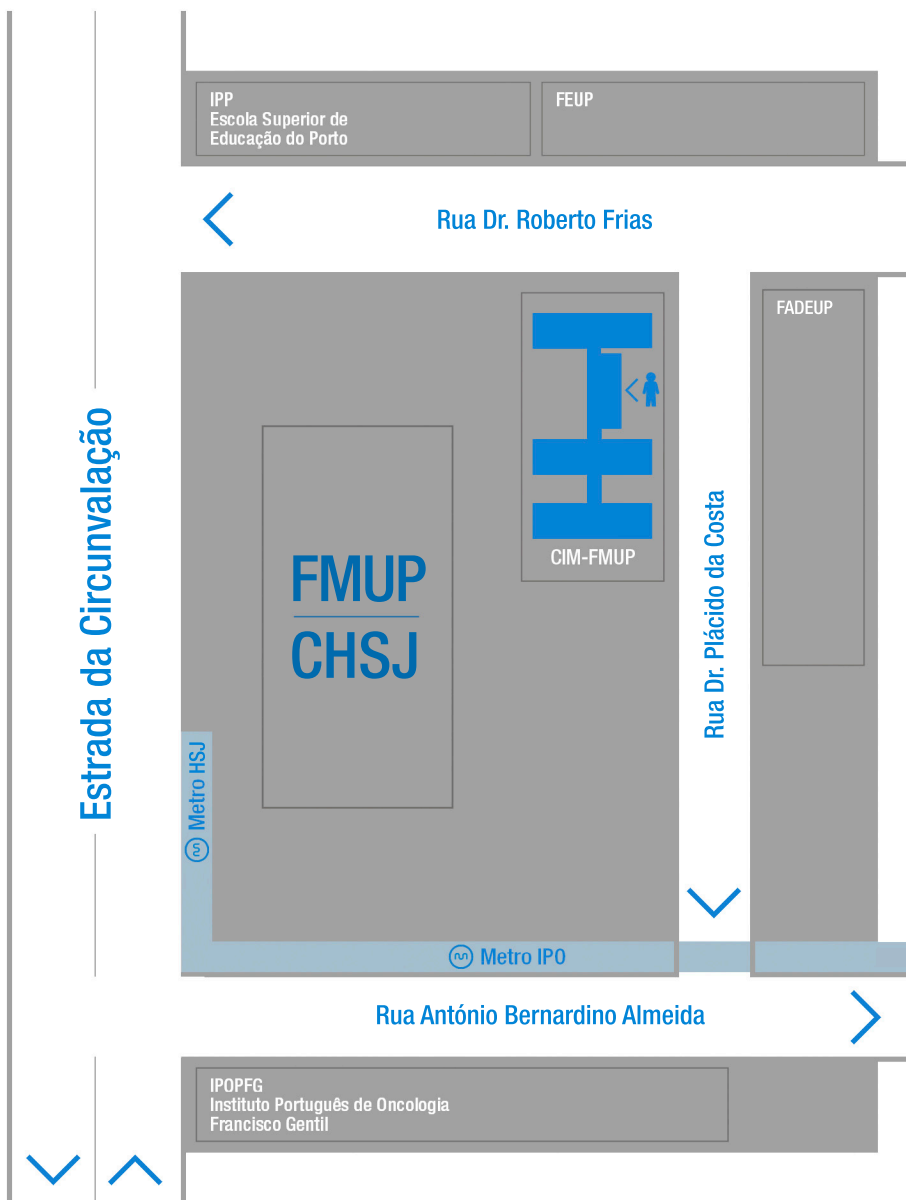 IPP
Escola Superior de
Educação do Porto
FEUP
Rua Dr. Roberto Frias
FADEUP
CIM-FMUP
FMUP
CHSJ
Estrada da Circunvalação
Rua Dr. Plácido da Costa
Metro HSJ
Metro IPO
Rua António Bernardino Almeida
IPOPFG
Instituto Português de Oncologia
Francisco Gentil